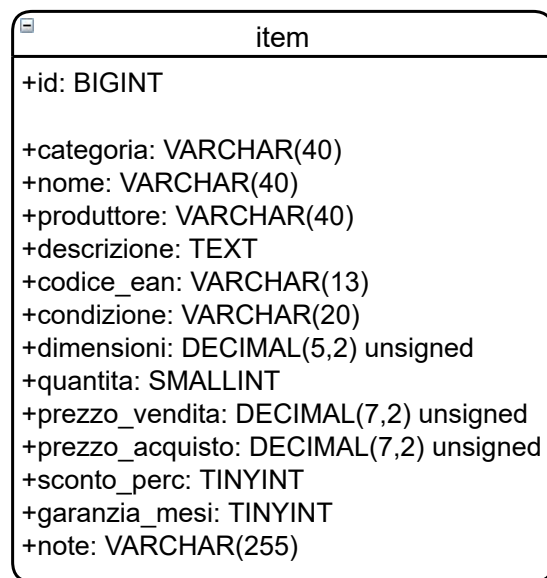 item
+id: BIGINT
+categoria: VARCHAR(40)
+nome: VARCHAR(40)
+produttore: VARCHAR(40)
+descrizione: TEXT
+codice_ean: VARCHAR(13)
+condizione: VARCHAR(20)
+dimensioni: DECIMAL(5,2) unsigned
+quantita: SMALLINT
+prezzo_vendita: DECIMAL(7,2) unsigned
+prezzo_acquisto: DECIMAL(7,2) unsigned
+sconto_perc: TINYINT
+garanzia_mesi: TINYINT
+note: VARCHAR(255)